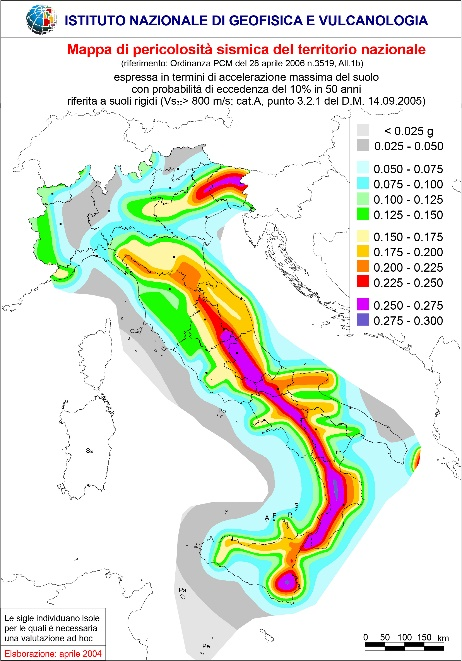 ISTITUTO NAZIONALE DI GEOFISICA E VULCANOLOGIA
Mappa di pericolosità sismica del territorio nazionale
(riferimento: Ordinanza PCM del 28 aprile 2006 n.3519, All.1b)
espressa in termini di accelerazione massima del suolo
con probabilità di eccedenza del 10% in 50 anni
riferita a suoli rigidi (Vs30> 800 m/s; cat.A, punto 3.2.1 del D.M. 14.09.2005)
< 0.025 g
0.025 - 0.050
0.050 - 0.075
0.075 - 0.100
0.100 - 0.125
0.125 - 0.150
0.150 - 0.175
0.175 - 0.200
0.200 - 0.225
0.225 - 0.250
0.250 - 0.275
0.275 - 0.300
Sa
Pa
Pe
Le sigle individuano isole
per le quali è necessaria
una valutazione ad hoc
Elaborazione: aprile 2004
0 50 100 150 km